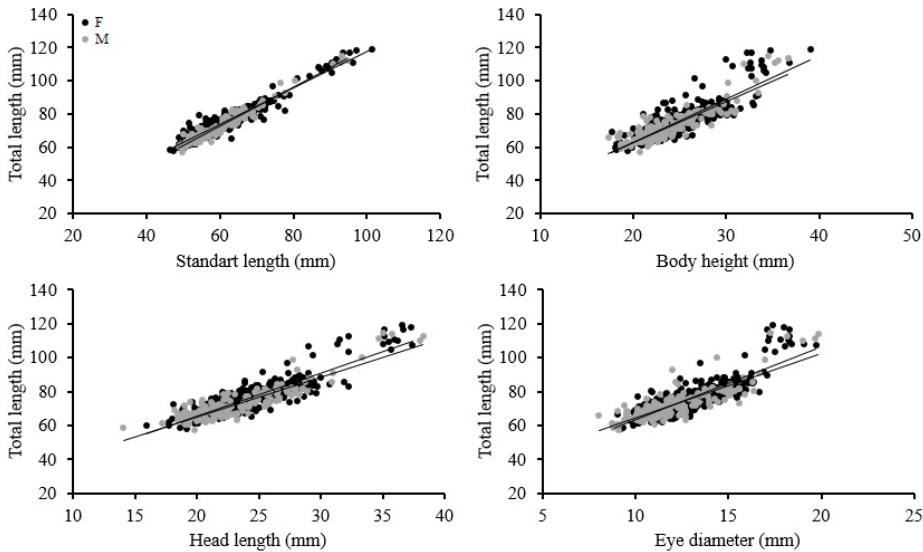 F
M
Total length (mm)
140
120
100
80
60
40
20
20 40 60 80 100 120
Standart length (mm)
Total length (mm)
140
120
100
80
60
40
20
10 20 30 40 50
Body height (mm)
Total length (mm)
140
120
100
80
60
40
20
10 15 20 25 30 35 40
Head length (mm)
Total length (mm)
140
120
100
80
60
40
20
5 10 15 20 25
Eye diameter (mm)